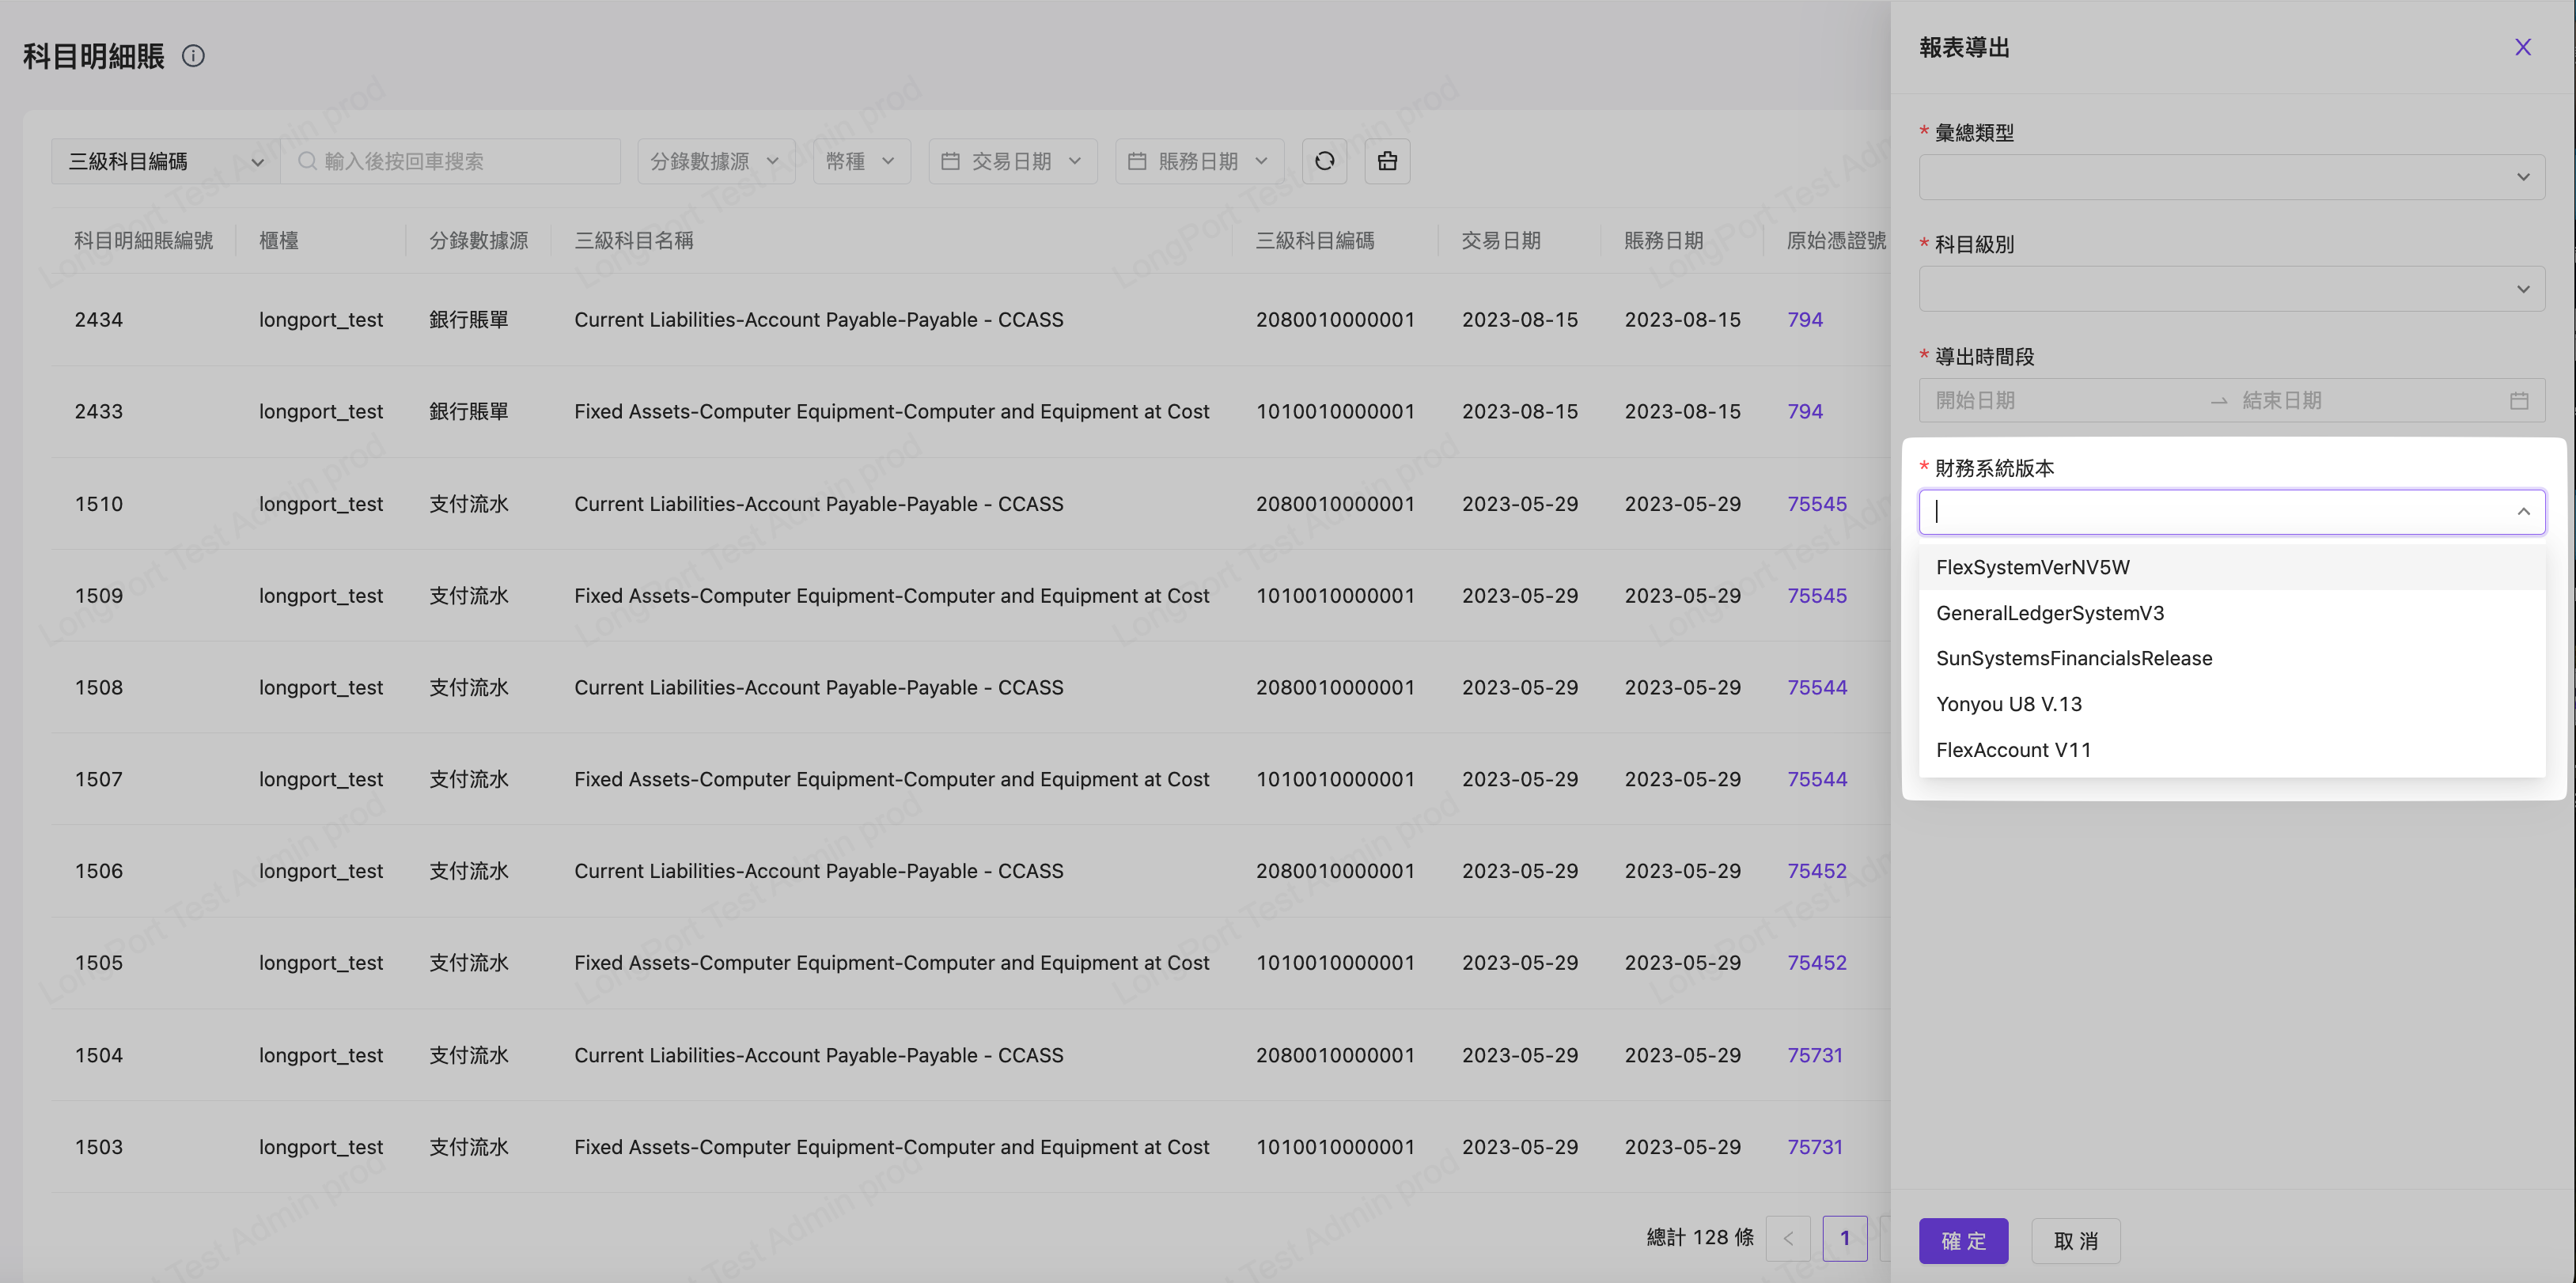 科目明細賬
三級科目編碼 輸入後按回車搜索 分錄數據源 幣種 交易日期 賬務日期
科目明細賬編號 櫃檯 分錄數據源 三級科目名稱 三級科目編碼 交易日期 賬務日期 原始憑證號
2434 longport_test 銀行賬單 Current Liabilities-Account Payable-Payable - CCASS 2080010000001 2023-08-15 2023-08-15 794
2433 longport_test 銀行賬單 Fixed Assets-Computer Equipment-Computer and Equipment at Cost 1010010000001 2023-08-15 2023-08-15 794
1510 longport_test 支付流水 Current Liabilities-Account Payable-Payable - CCASS 2080010000001 2023-05-29 2023-05-29 75545
1509 longport_test 支付流水 Fixed Assets-Computer Equipment-Computer and Equipment at Cost 1010010000001 2023-05-29 2023-05-29 75545
1508 longport_test 支付流水 Current Liabilities-Account Payable-Payable - CCASS 2080010000001 2023-05-29 2023-05-29 75544
1507 longport_test 支付流水 Fixed Assets-Computer Equipment-Computer and Equipment at Cost 1010010000001 2023-05-29 2023-05-29 75544
1506 longport_test 支付流水 Current Liabilities-Account Payable-Payable - CCASS 2080010000001 2023-05-29 2023-05-29 75452
1505 longport_test 支付流水 Fixed Assets-Computer Equipment-Computer and Equipment at Cost 1010010000001 2023-05-29 2023-05-29 75452
1504 longport_test 支付流水 Current Liabilities-Account Payable-Payable - CCASS 2080010000001 2023-05-29 2023-05-29 75731
1503 longport_test 支付流水 Fixed Assets-Computer Equipment-Computer and Equipment at Cost 1010010000001 2023-05-29 2023-05-29 75731
總計 128 條 < 1
報表導出
* 彙總類型
* 科目級別
* 導出時間段
開始日期 → 結束日期
* 財務系統版本
FlexSystemVerNV5W
GeneralLedgerSystemV3
SunSystemsFinancialsRelease
Yonyou U8 V.13
FlexAccount V11
確定 取消
LongPort Test Admin prod